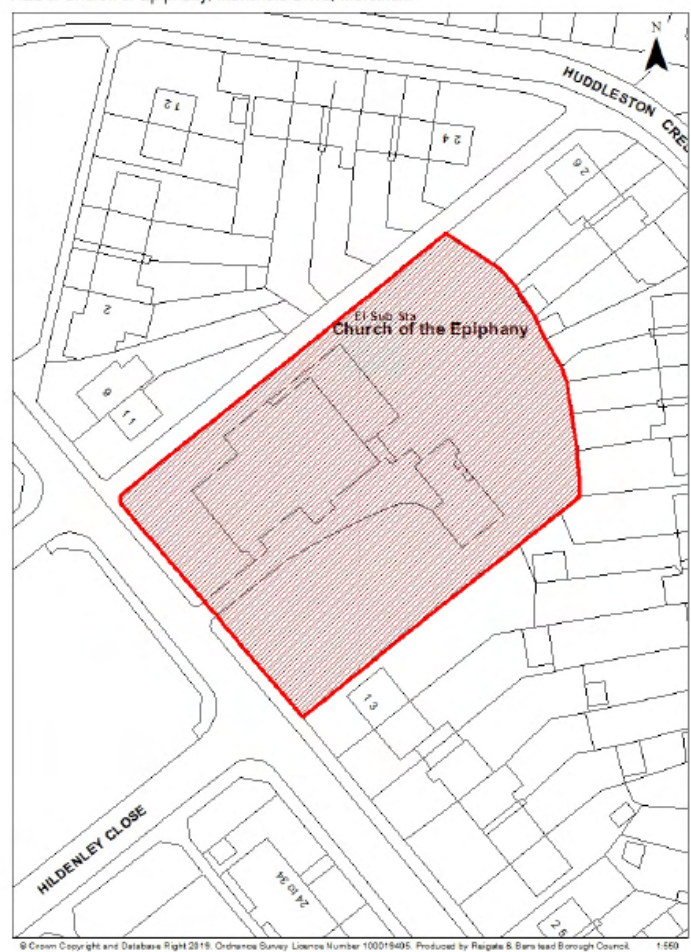 N
HUDDLESTON CRE
12
24
26
2
El Sub Sta
Church of the Epiphany
9
11
13
HILDENLEY CLOSE
24 to 34
© Crown Copyright and Database Right 2019. Ordnance Survey Licence Number 100019405. Produced by Reigate & Banstead Borough Council. 1:550